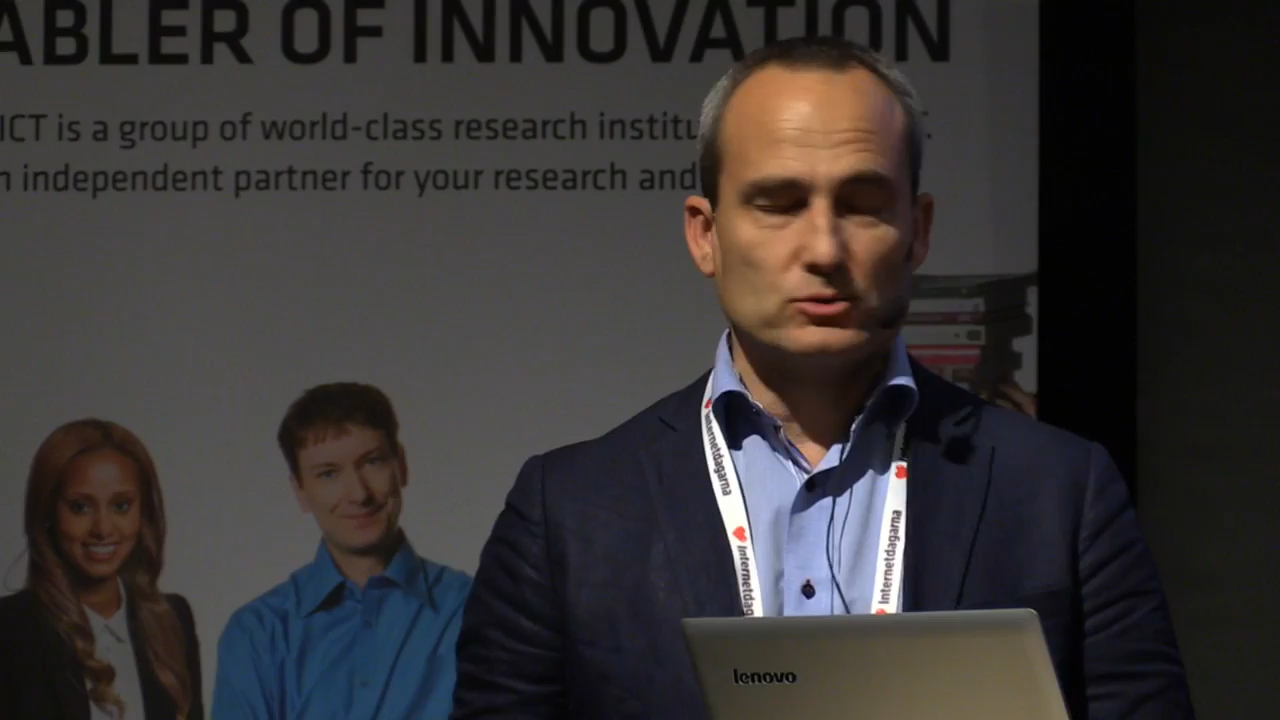 ABLER OF INNOVATION
ICT is a group of world-class research institu
n independent partner for your research and
Internetdagarna
Internetdag
Internetdagarna
lenovo